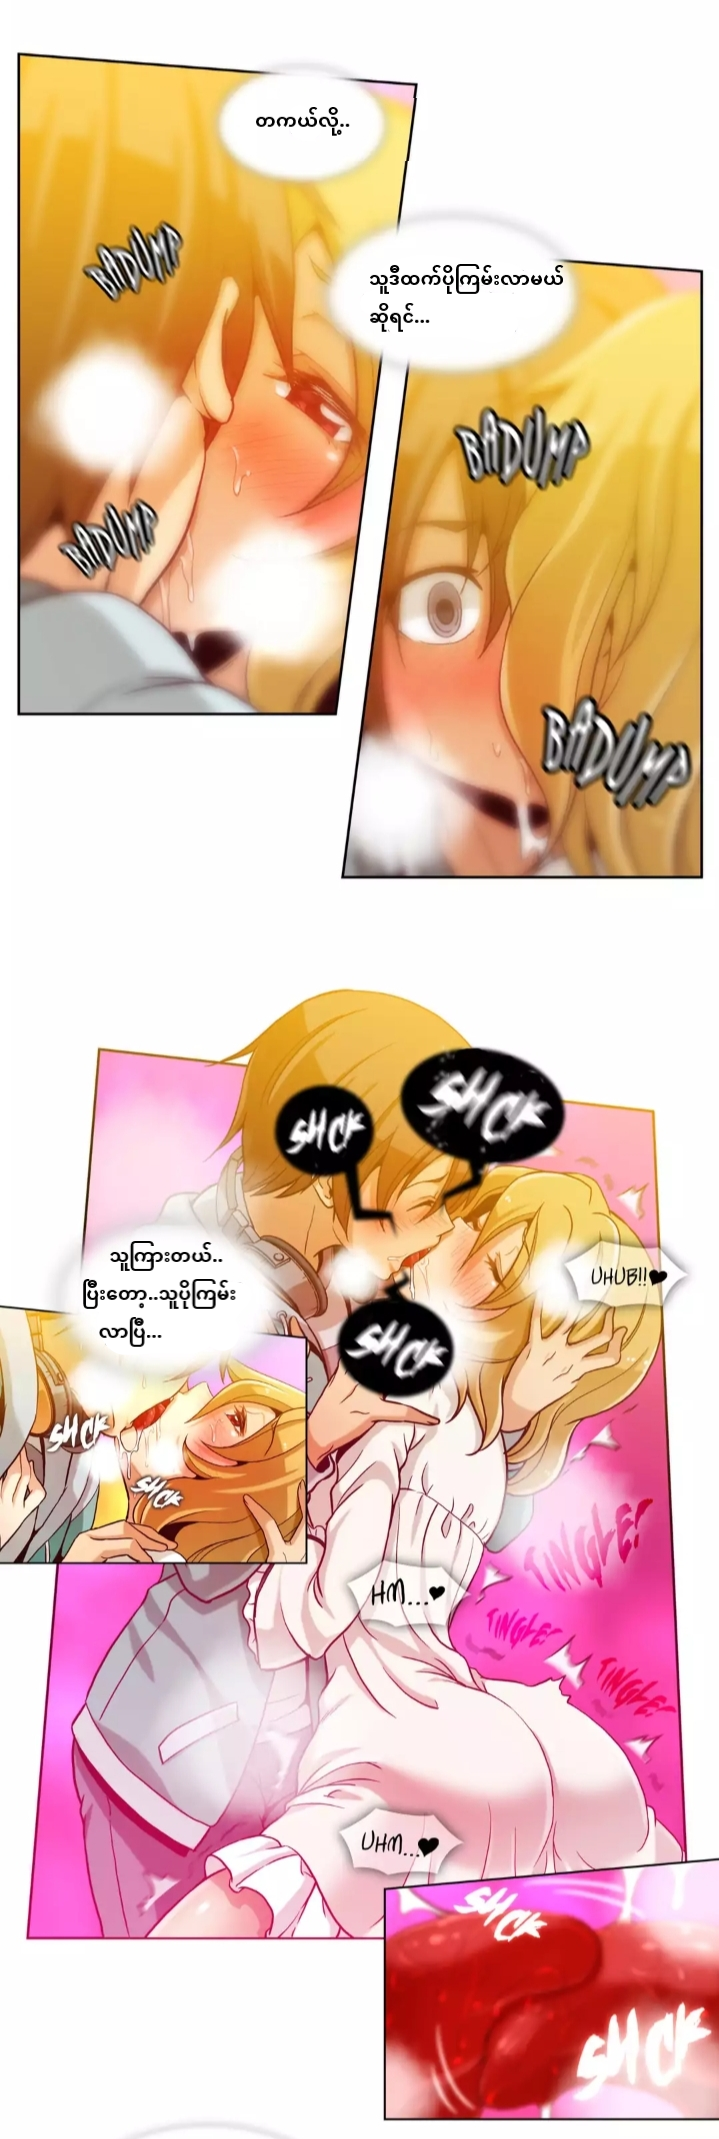 တကယ်လို့..
သူဒီထက်ပိုကြမ်းလာမယ်
ဆိုရင်...
BADUMP
BADUMP
BADUMP
BADUMP
SHCK
SHCK
သူကြားတယ်..
ပြီးတော့..သူပိုကြမ်း
လာပြီ...
UHUB!!♥
SHCK
SHCK
SHCK
TINGLE!
HM...♥
TINGLE!
TINGLE!
UHM...♥
SHCK
SHCK